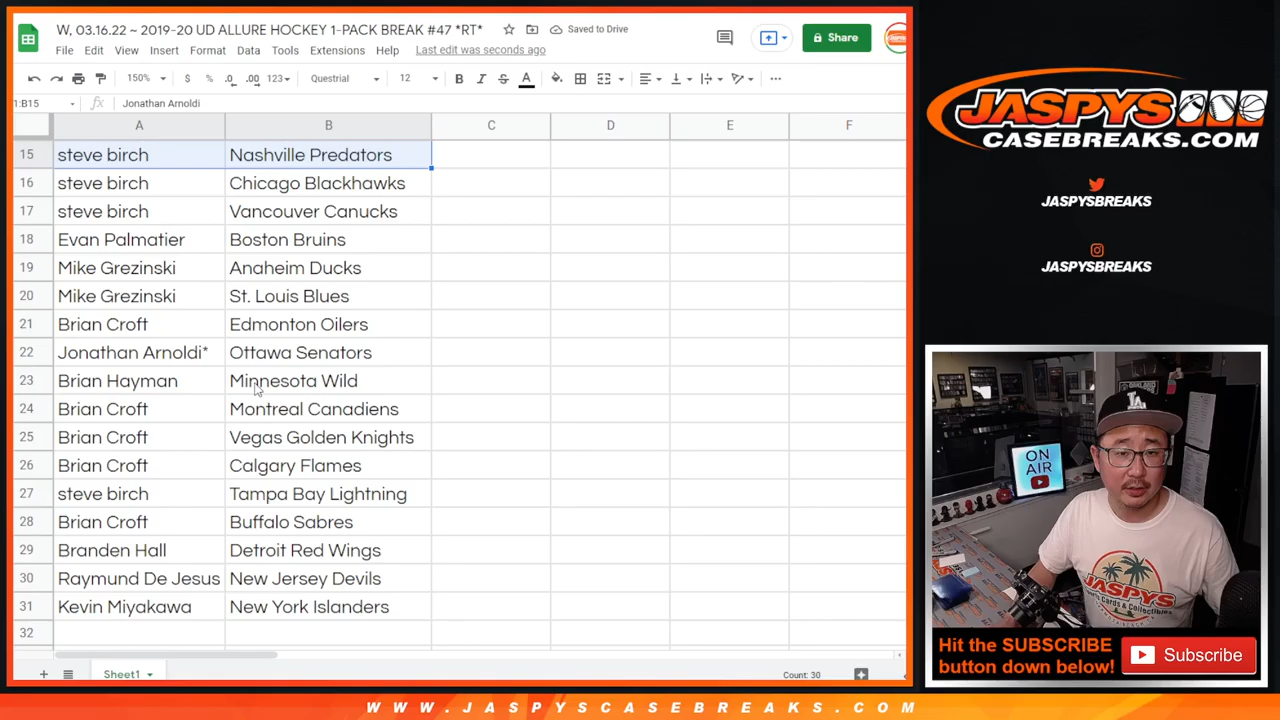 W, 03.16.22 ~ 2019-20 UD ALLURE HOCKEY 1-PACK BREAK #47 *RT*
Saved to Drive
File Edit View Insert Format Data Tools Extensions Help Last edit was seconds ago
Share
150% $ % .0 .00 123 Questrial 12 B I S A
1:B15 fx Jonathan Arnoldi
A B C D E F
15 steve birch Nashville Predators
16 steve birch Chicago Blackhawks
17 steve birch Vancouver Canucks
18 Evan Palmatier Boston Bruins
19 Mike Grezinski Anaheim Ducks
20 Mike Grezinski St. Louis Blues
21 Brian Croft Edmonton Oilers
22 Jonathan Arnoldi* Ottawa Senators
23 Brian Hayman Minnesota Wild
24 Brian Croft Montreal Canadiens
25 Brian Croft Vegas Golden Knights
26 Brian Croft Calgary Flames
27 steve birch Tampa Bay Lightning
28 Brian Croft Buffalo Sabres
29 Branden Hall Detroit Red Wings
30 Raymund De Jesus New Jersey Devils
31 Kevin Miyakawa New York Islanders
32
Sheet1
Count: 30
JASPYS
CASEBREAKS.COM
JASPYSBREAKS
JASPYSBREAKS
ON
AIR
LA
JASPYS
Sports Cards & Collectibles
Hit the SUBSCRIBE
button down below!
Subscribe
WWW.JASPYSCASEBREAKS.COM